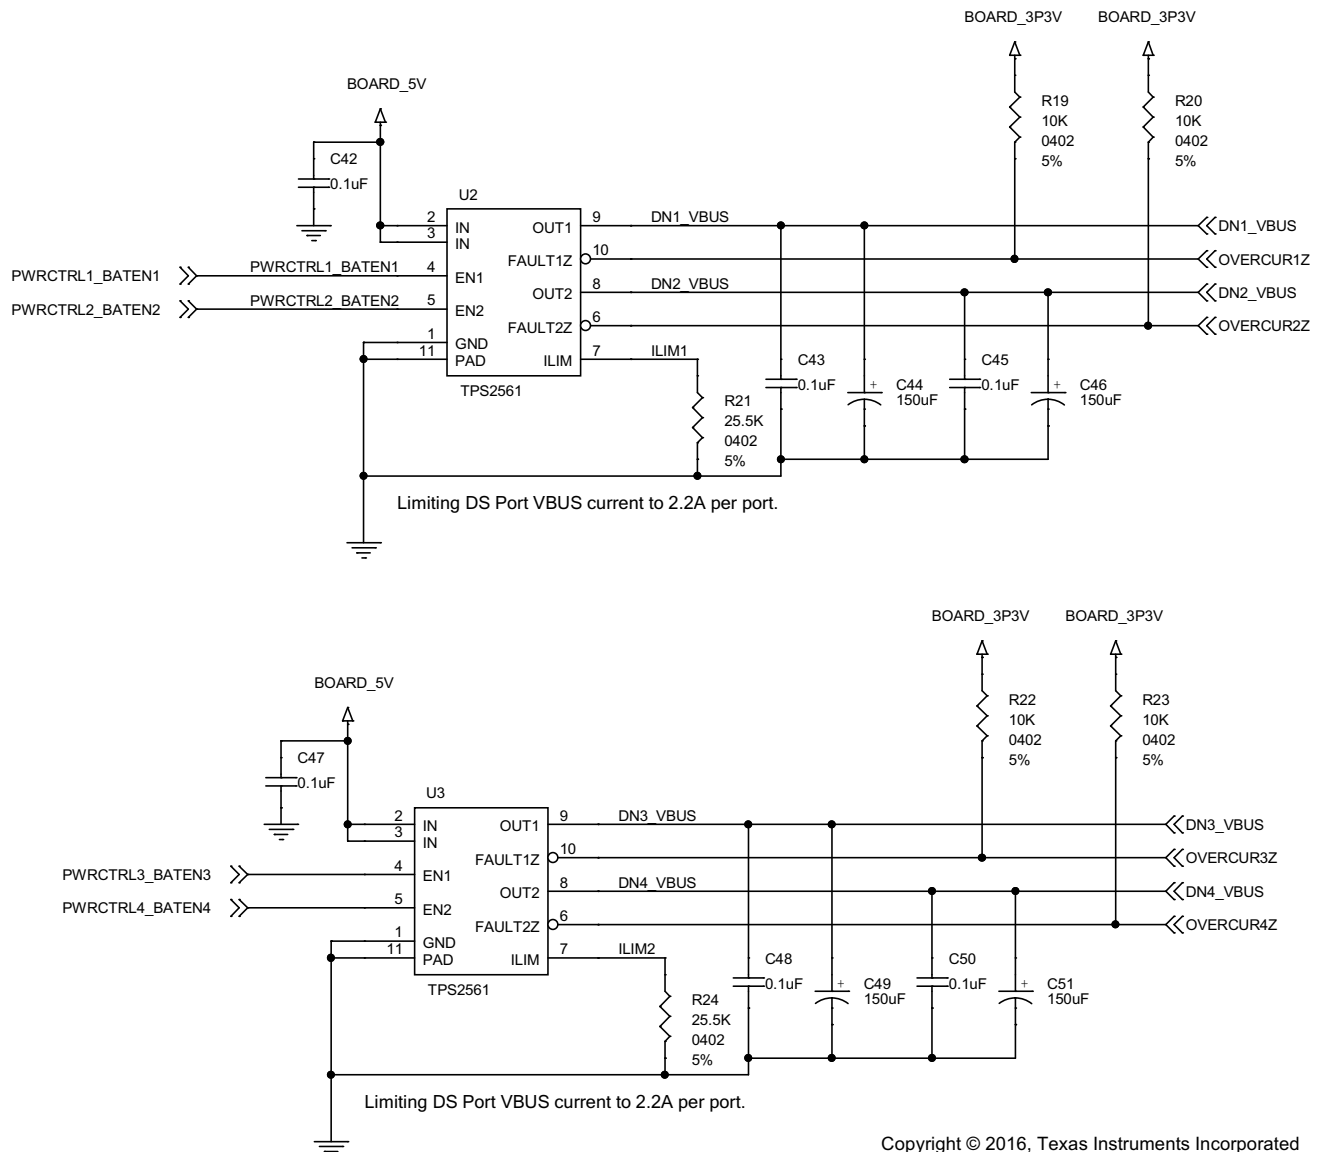 BOARD_3P3V BOARD_3P3V
BOARD_5V
R19
10K
0402
5%
R20
10K
0402
5%
C42
0.1uF
U2
2 IN
3 IN
OUT1 9 DN1_VBUS
DN1_VBUS
PWRCTRL1_BATEN1 PWRCTRL1_BATEN1 4 EN1
FAULT1Z 10
OVERCUR1Z
PWRCTRL2_BATEN2 PWRCTRL2_BATEN2 5 EN2
OUT2 8 DN2_VBUS
DN2_VBUS
FAULT2Z 6
OVERCUR2Z
1 GND
11 PAD
ILIM 7 ILIM1
TPS2561
C43
0.1uF
+ C44
150uF
C45
0.1uF
+ C46
150uF
R21
25.5K
0402
5%
Limiting DS Port VBUS current to 2.2A per port.
BOARD_3P3V BOARD_3P3V
BOARD_5V
R22
10K
0402
5%
R23
10K
0402
5%
C47
0.1uF
U3
2 IN
3 IN
OUT1 9 DN3_VBUS
DN3_VBUS
PWRCTRL3_BATEN3 4 EN1
FAULT1Z 10
OVERCUR3Z
PWRCTRL4_BATEN4 5 EN2
OUT2 8 DN4_VBUS
DN4_VBUS
FAULT2Z 6
OVERCUR4Z
1 GND
11 PAD
ILIM 7 ILIM2
TPS2561
C48
0.1uF
+ C49
150uF
C50
0.1uF
+ C51
150uF
R24
25.5K
0402
5%
Limiting DS Port VBUS current to 2.2A per port.
Copyright © 2016, Texas Instruments Incorporated